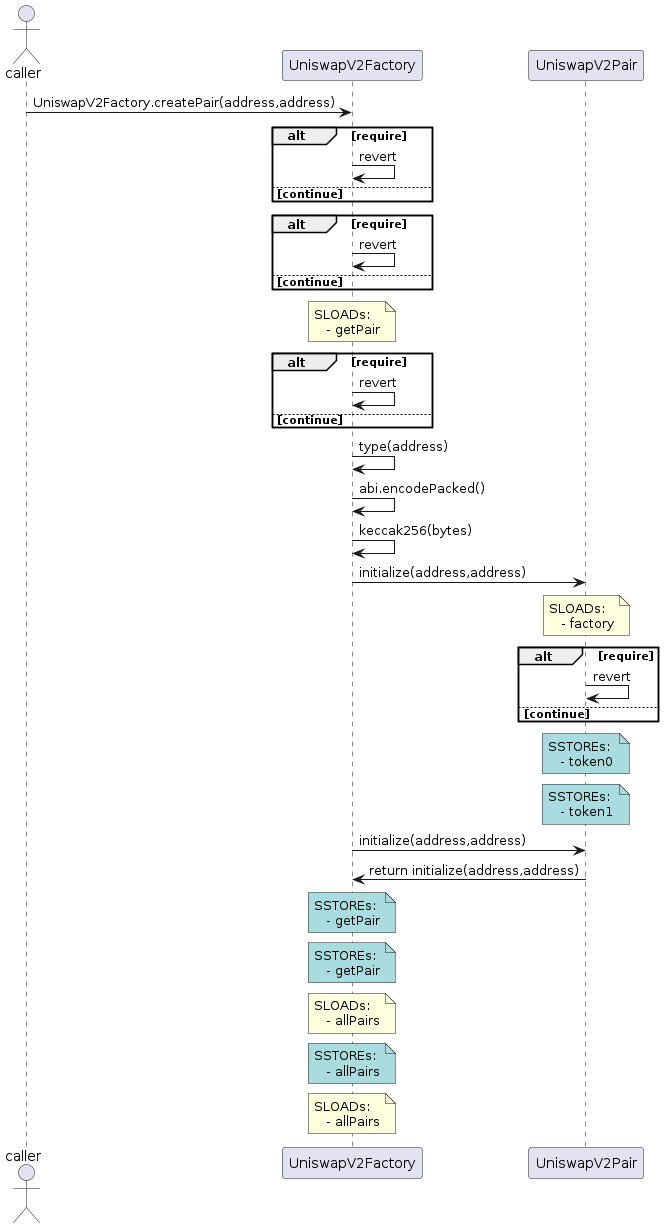 caller
UniswapV2Factory
UniswapV2Pair
UniswapV2Factory.createPair(address,address)
alt
[require]
revert
[continue]
alt
[require]
revert
[continue]
SLOADs:
- getPair
alt
[require]
revert
[continue]
type(address)
abi.encodePacked()
keccak256(bytes)
initialize(address,address)
SLOADs:
- factory
alt
[require]
revert
[continue]
SSTOREs:
- token0
SSTOREs:
- token1
initialize(address,address)
return initialize(address,address)
SSTOREs:
- getPair
SSTOREs:
- getPair
SLOADs:
- allPairs
SSTOREs:
- allPairs
SLOADs:
- allPairs
caller
UniswapV2Factory
UniswapV2Pair